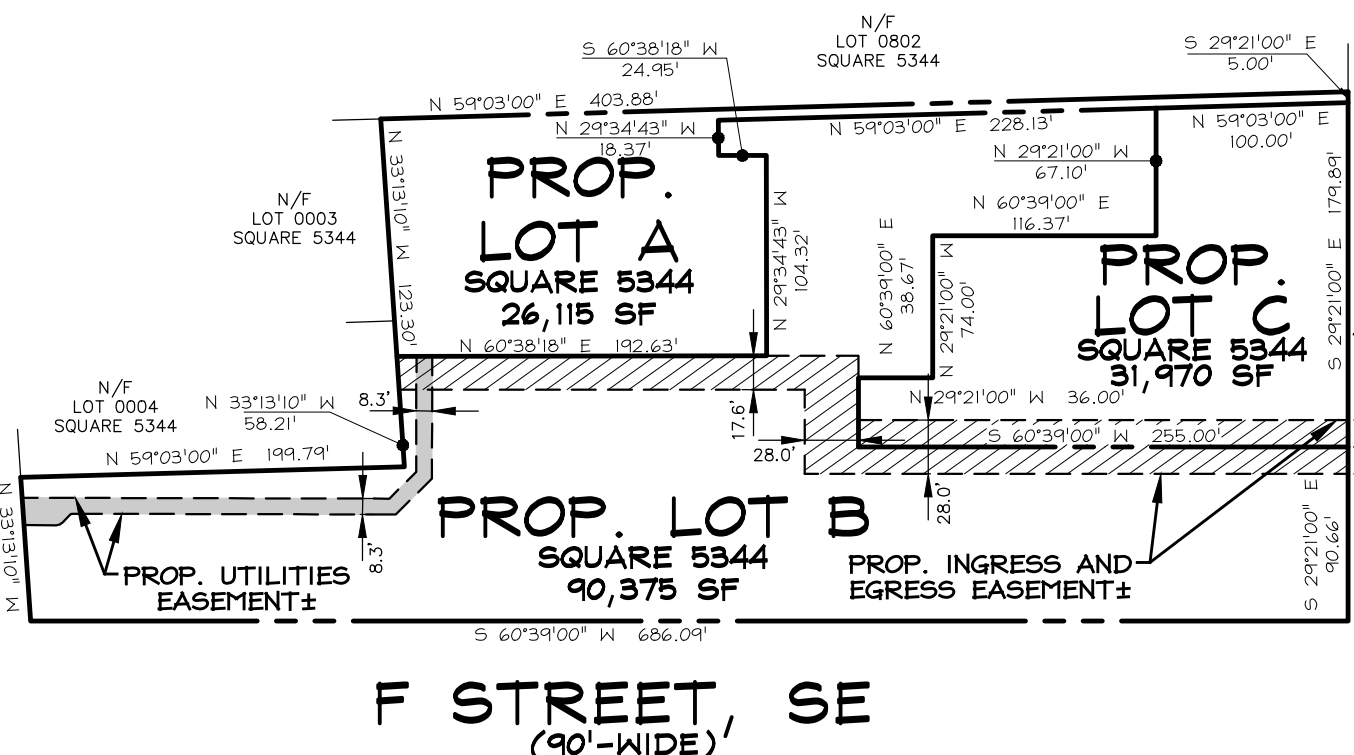 N/F
LOT 0802
SQUARE 5344
S 60°38'18" W
24.95'
S 29°21'00" E
5.00'
N 59°03'00" E 403.88'
N 29°34'43" W
18.37'
N 59°03'00" E 228.13'
N 59°03'00" E
100.00'
N 29°21'00" W
67.10'
N 33°13'10" W 123.30'
PROP.
LOT A
SQUARE 5344
26,115 SF
N/F
LOT 0003
SQUARE 5344
N 29°34'43" W
104.32'
N 60°39'00" E
116.37'
N 60°39'00" E
38.67'
N 29°21'00" W
74.00'
PROP.
LOT C
SQUARE 5344
31,970 SF
S 29°21'00" E 179.89'
N 60°38'18" E 192.63'
N/F
LOT 0004
SQUARE 5344
N 33°13'10" W
58.21'
8.3'
17.6'
28.0'
N 29°21'00" W 36.00'
S 60°39'00" W 255.00'
28.0'
N 59°03'00" E 199.79'
N 33°13'10" W
8.3'
PROP. LOT B
SQUARE 5344
90,375 SF
PROP. UTILITIES
EASEMENT±
PROP. INGRESS AND
EGRESS EASEMENT±
S 29°21'00" E
90.66'
S 60°39'00" W 686.09'
F STREET, SE
(90'-WIDE)